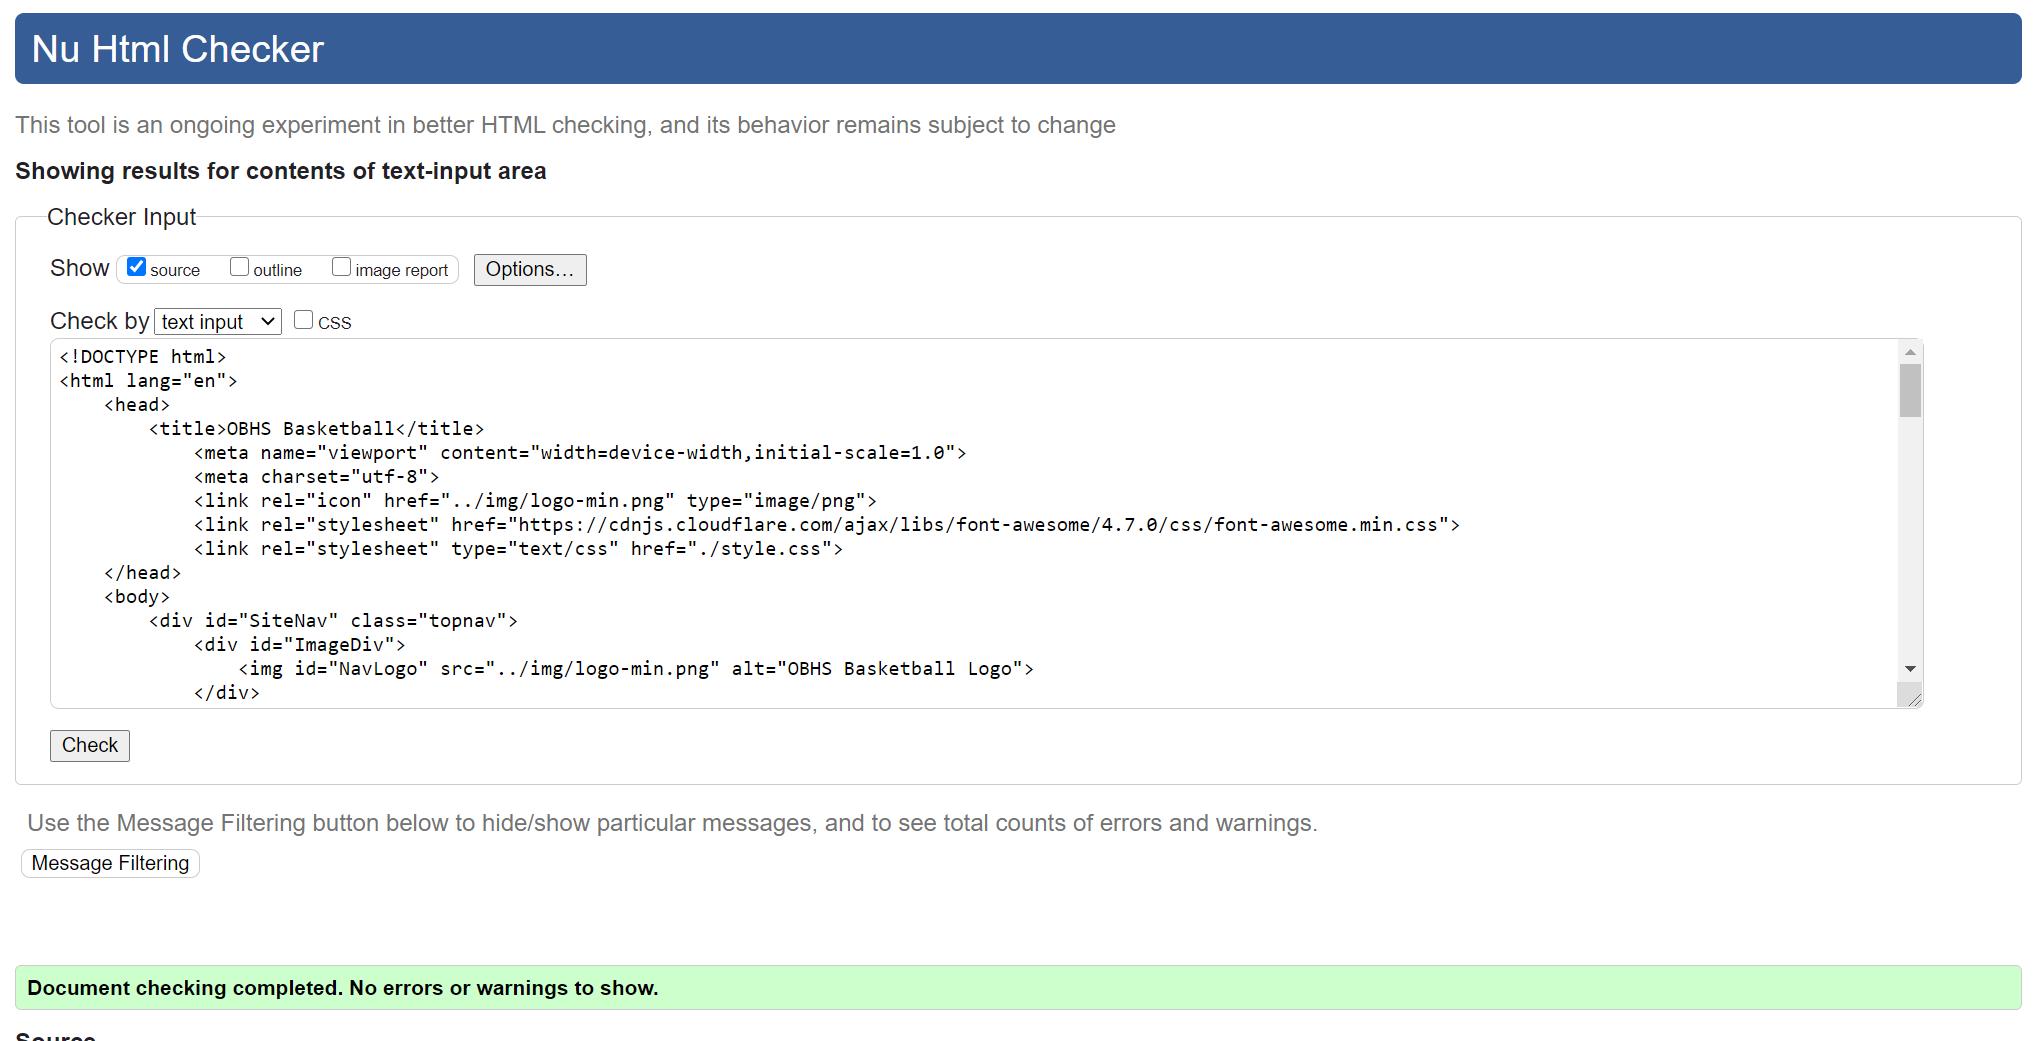 Nu Html Checker
This tool is an ongoing experiment in better HTML checking, and its behavior remains subject to change
Showing results for contents of text-input area
Checker Input
Show source outline image report Options...
Check by text input CSS
<!DOCTYPE html>
<html lang="en">
    <head>
        <title>OBHS Basketball</title>
            <meta name="viewport" content="width=device-width,initial-scale=1.0">
            <meta charset="utf-8">
            <link rel="icon" href="../img/logo-min.png" type="image/png">
            <link rel="stylesheet" href="https://cdnjs.cloudflare.com/ajax/libs/font-awesome/4.7.0/css/font-awesome.min.css">
            <link rel="stylesheet" type="text/css" href="./style.css">
    </head>
    <body>
        <div id="SiteNav" class="topnav">
            <div id="ImageDiv">
                <img id="NavLogo" src="../img/logo-min.png" alt="OBHS Basketball Logo">
            </div>
Check
Use the Message Filtering button below to hide/show particular messages, and to see total counts of errors and warnings.
Message Filtering
Document checking completed. No errors or warnings to show.
Source